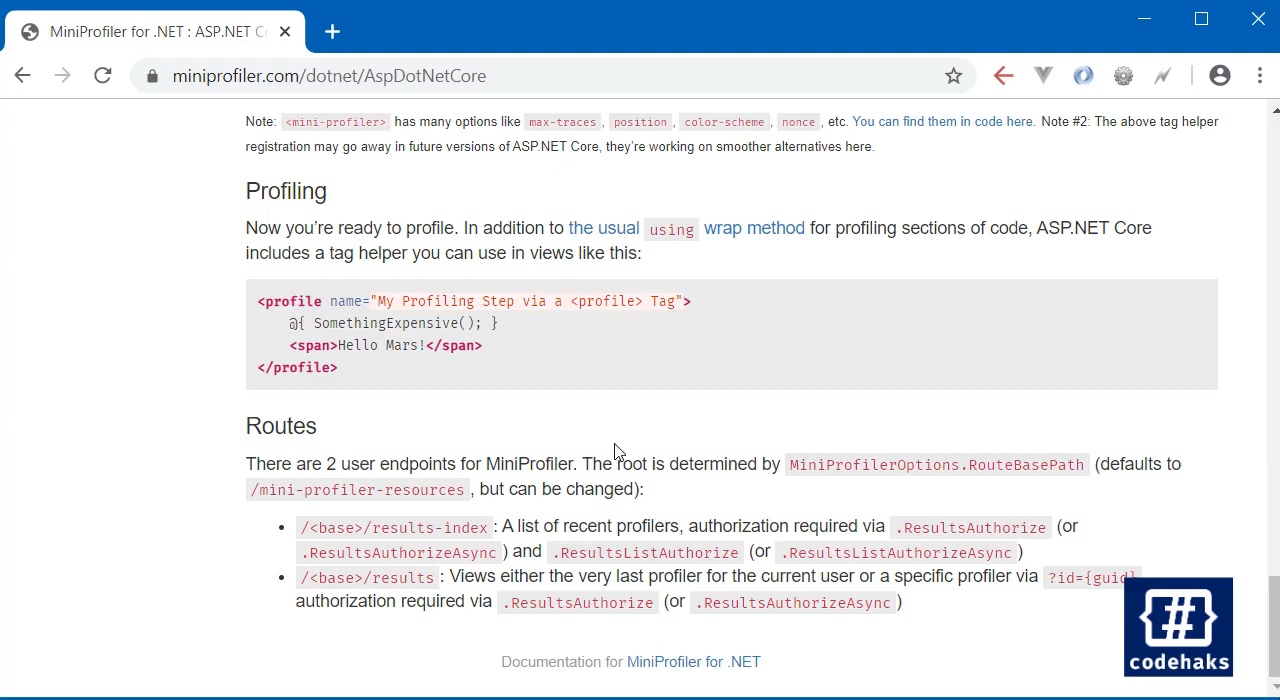 MiniProfiler for .NET : ASP.NET C
miniprofiler.com/dotnet/AspDotNetCore
Note: <mini-profiler> has many options like max-traces, position, color-scheme, nonce, etc. You can find them in code here. Note #2: The above tag helper
registration may go away in future versions of ASP.NET Core, they’re working on smoother alternatives here.
Profiling
Now you’re ready to profile. In addition to the usual using wrap method for profiling sections of code, ASP.NET Core
includes a tag helper you can use in views like this:
<profile name="My Profiling Step via a <profile> Tag">
@{ SomethingExpensive(); }
<span>Hello Mars!</span>
</profile>
Routes
There are 2 user endpoints for MiniProfiler. The root is determined by MiniProfilerOptions.RouteBasePath (defaults to
/mini-profiler-resources, but can be changed):
• /<base>/results-index: A list of recent profilers, authorization required via .ResultsAuthorize (or
.ResultsAuthorizeAsync) and .ResultsListAuthorize (or .ResultsListAuthorizeAsync)
• /<base>/results: Views either the very last profiler for the current user or a specific profiler via ?id={guid}
authorization required via .ResultsAuthorize (or .ResultsAuthorizeAsync)
{#}
codehaks
Documentation for MiniProfiler for .NET